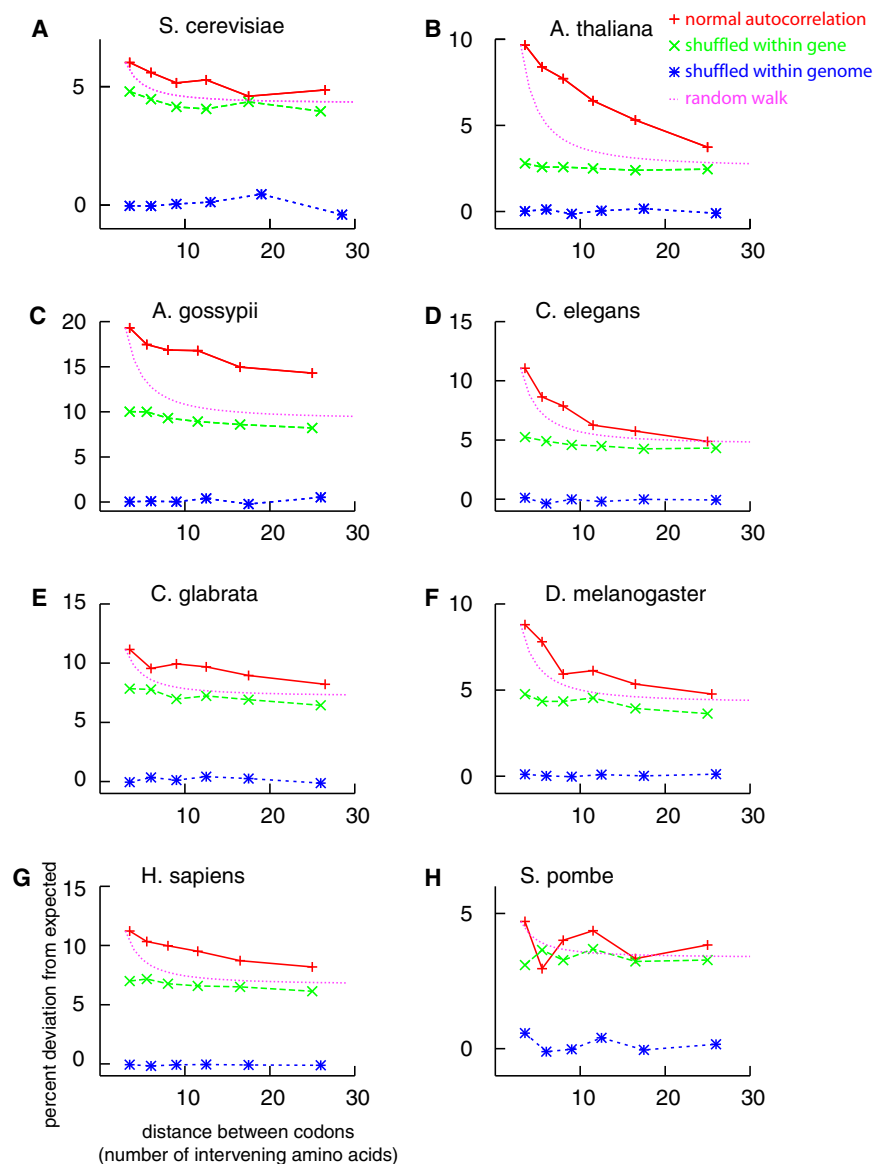 A
S. cerevisiae
5
0
10
20
30
B
A. thaliana
10
5
0
10
20
30
normal autocorrelation
shuffled within gene
shuffled within genome
random walk
C
A. gossypii
20
15
10
5
0
10
20
30
D
C. elegans
15
10
5
0
10
20
30
E
C. glabrata
15
10
5
0
10
20
30
F
D. melanogaster
10
5
0
10
20
30
G
H. sapiens
15
10
5
0
10
20
30
percent deviation from expected
distance between codons
(number of intervening amino acids)
H
S. pombe
5
0
10
20
30